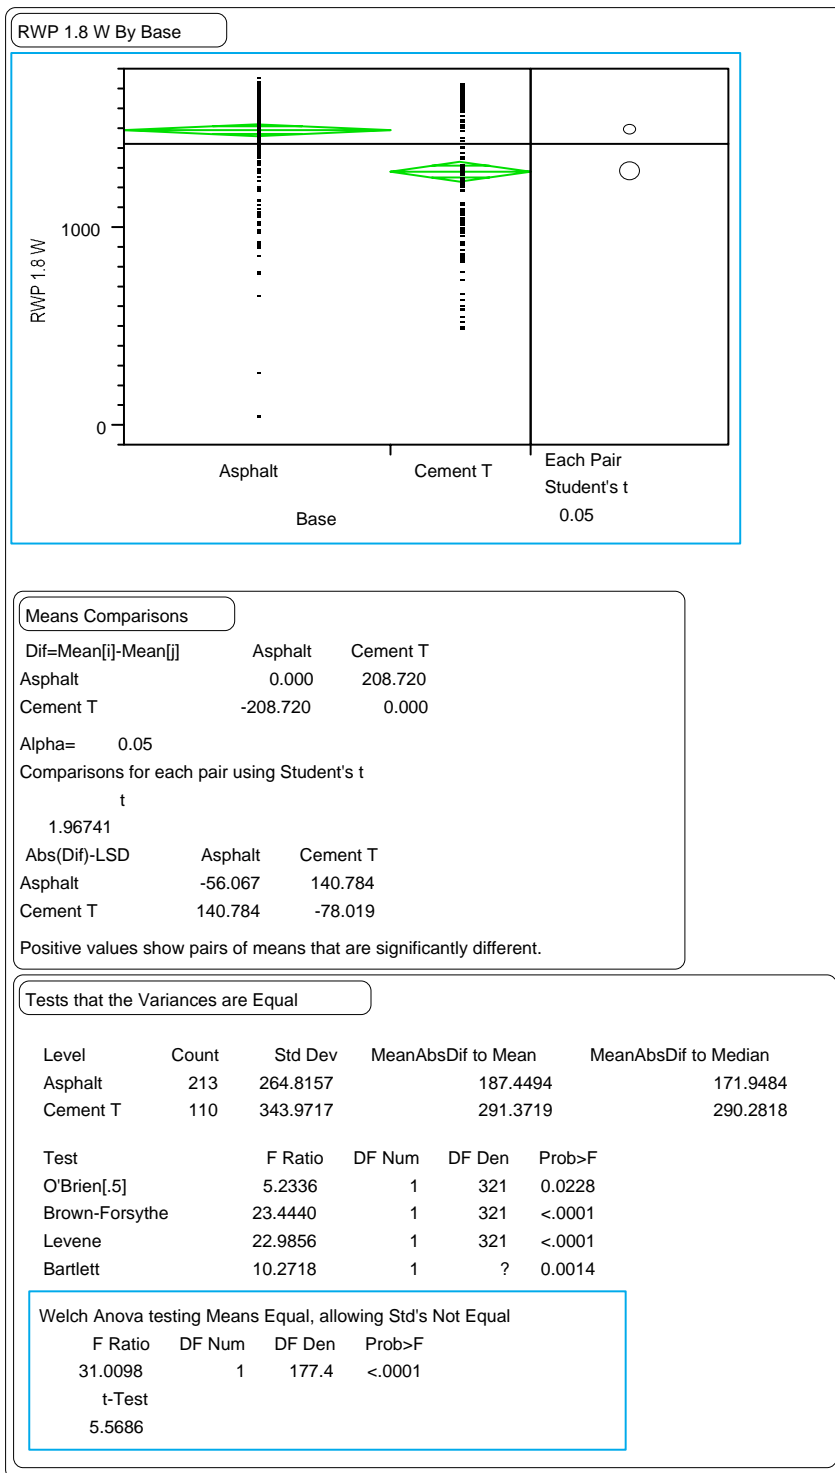 RWP 1.8 W By Base
1000
RWP 1.8 W
0
Asphalt
Cement T
Each Pair
Student's t
0.05
Base
Means Comparisons
Dif=Mean[i]-Mean[j] Asphalt Cement T
Asphalt 0.000 208.720
Cement T -208.720 0.000
Alpha= 0.05
Comparisons for each pair using Student's t
t
1.96741
Abs(Dif)-LSD Asphalt Cement T
Asphalt -56.067 140.784
Cement T 140.784 -78.019
Positive values show pairs of means that are significantly different.
Tests that the Variances are Equal
Level Count Std Dev MeanAbsDif to Mean MeanAbsDif to Median
Asphalt 213 264.8157 187.4494 171.9484
Cement T 110 343.9717 291.3719 290.2818
Test F Ratio DF Num DF Den Prob>F
O'Brien[.5] 5.2336 1 321 0.0228
Brown-Forsythe 23.4440 1 321 <.0001
Levene 22.9856 1 321 <.0001
Bartlett 10.2718 1 ? 0.0014
Welch Anova testing Means Equal, allowing Std's Not Equal
F Ratio DF Num DF Den Prob>F
31.0098 1 177.4 <.0001
t-Test
5.5686